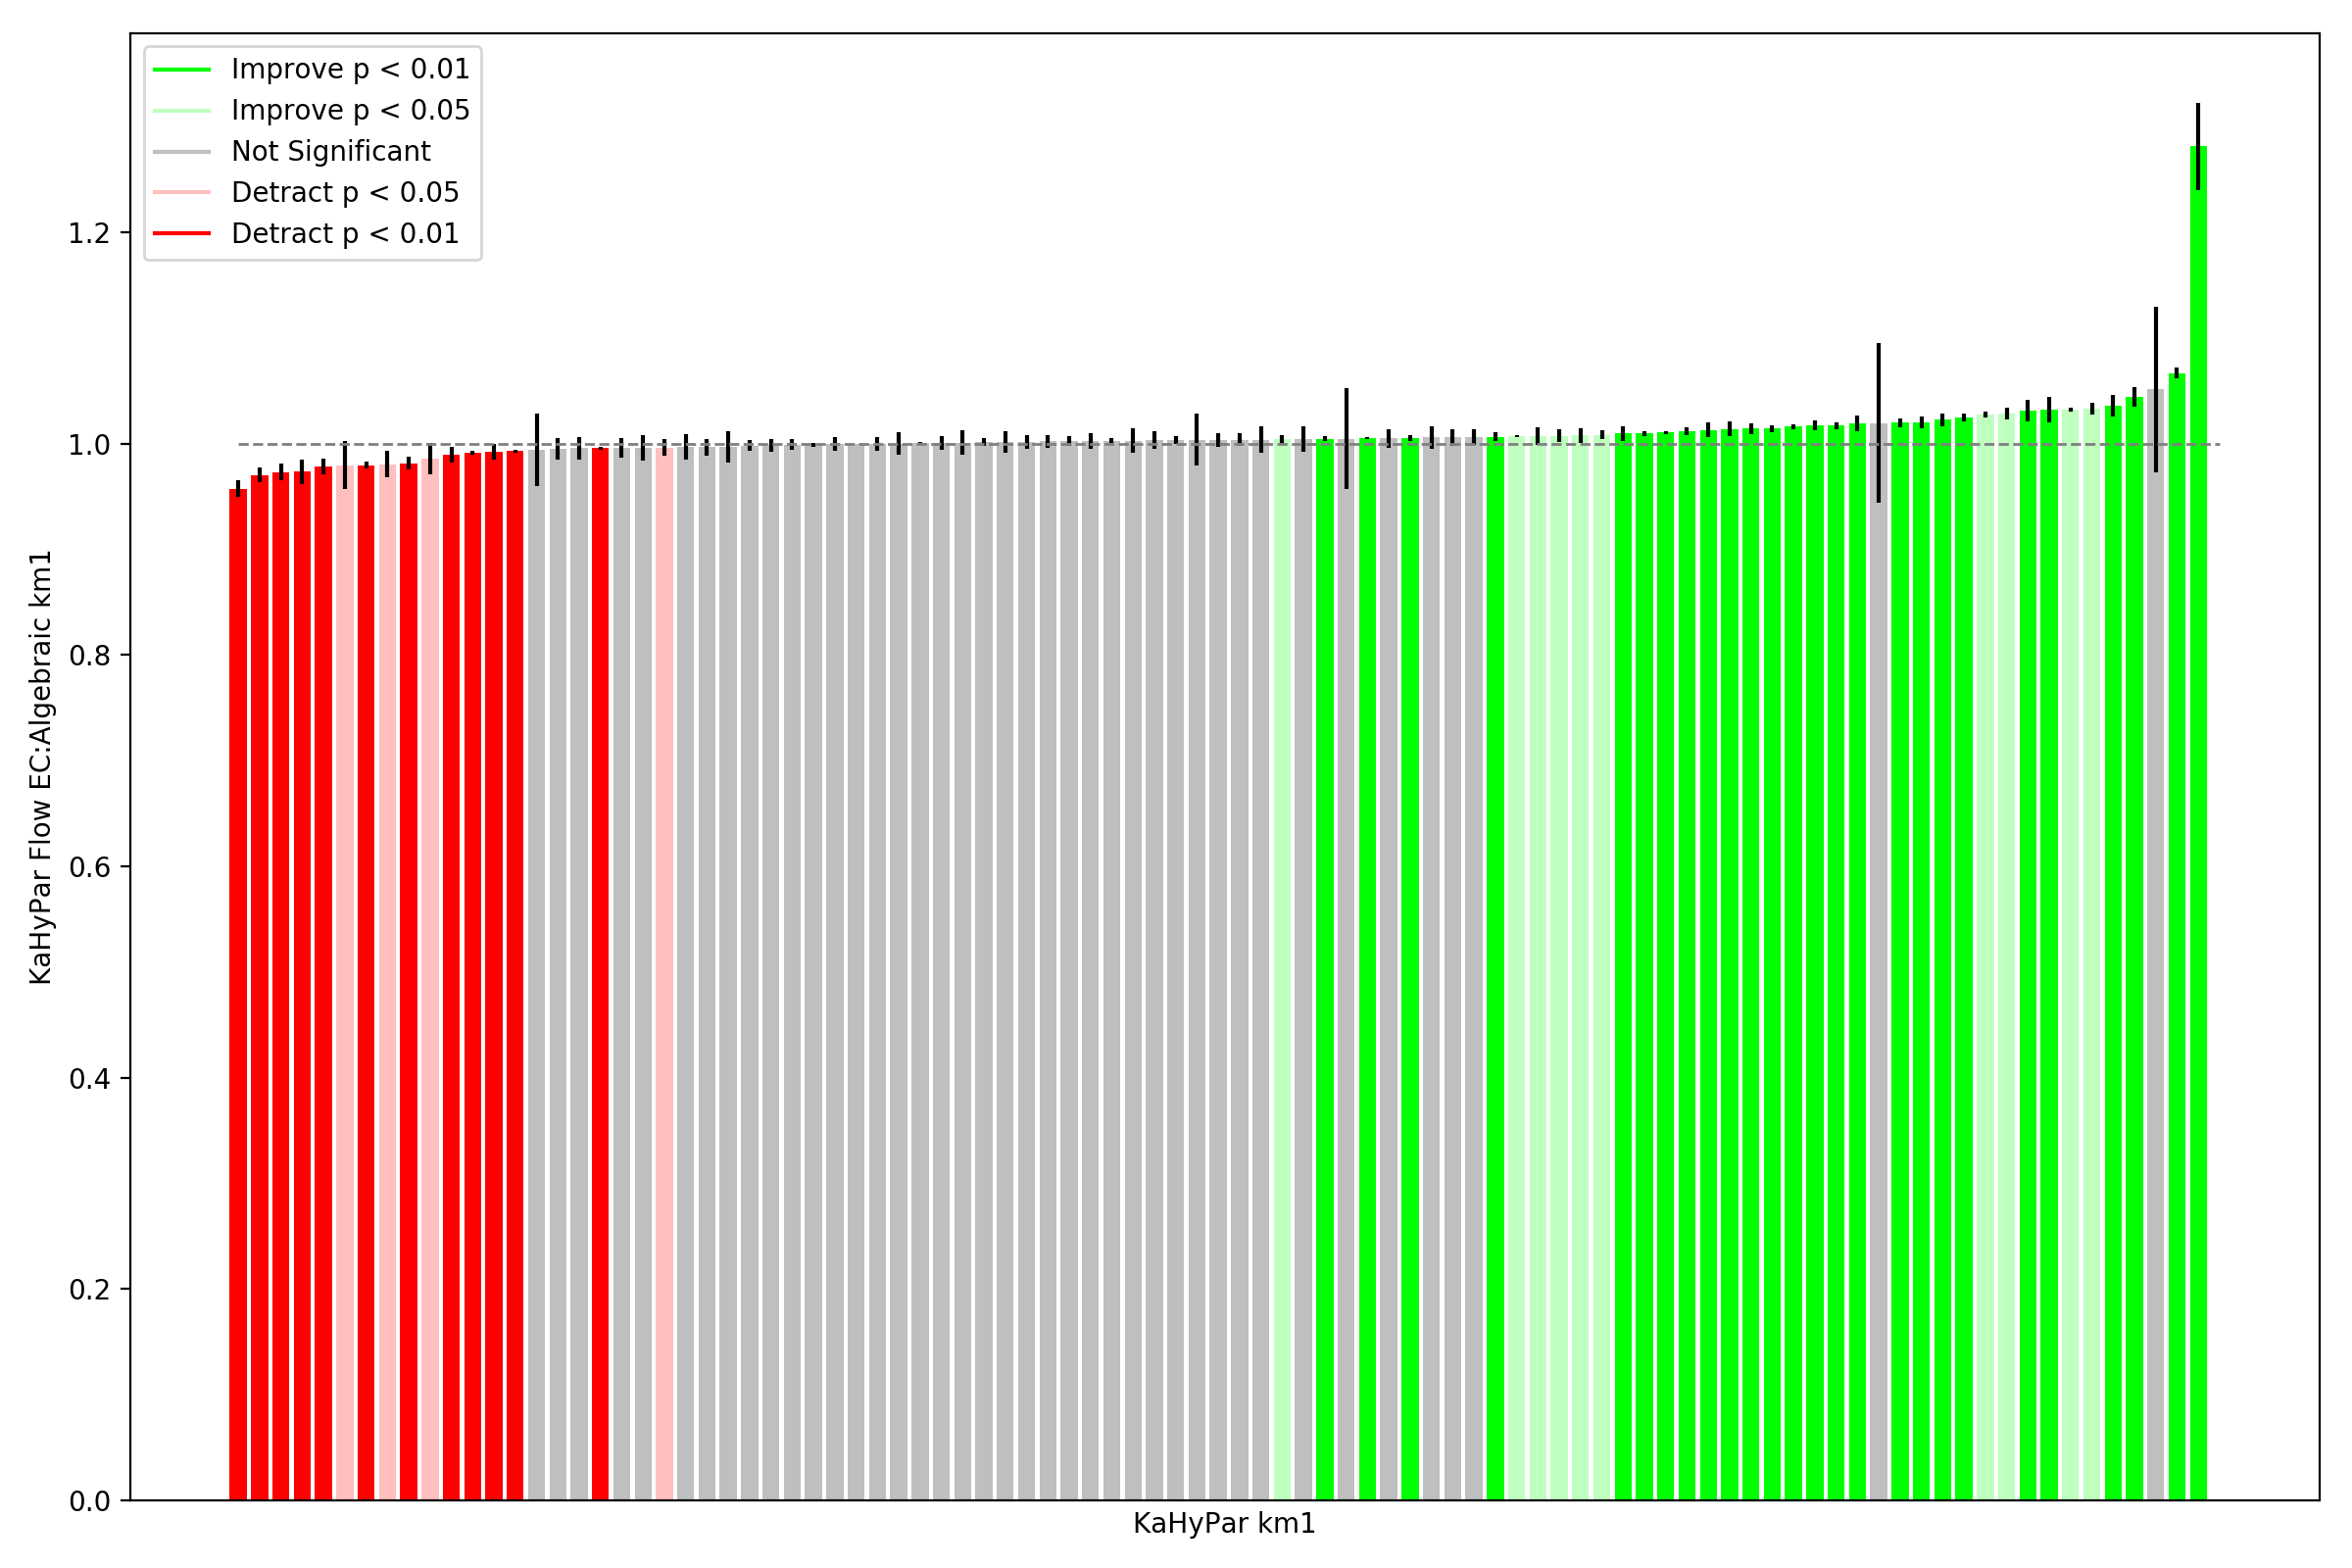 Improve p < 0.01
Improve p < 0.05
Not Significant
Detract p < 0.05
Detract p < 0.01
1.2
1.0
0.8
0.6
0.4
0.2
0.0
KaHyPar Flow EC:Algebraic km1
KaHyPar km1